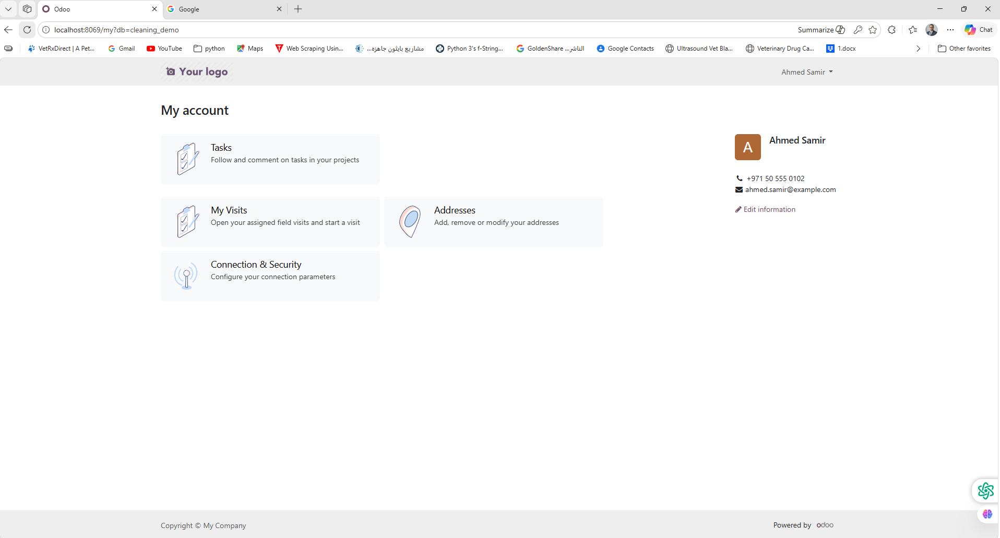 Odoo
Google
localhost:8069/my?db=cleaning_demo
Summarize
Chat
VetRxDirect | A Pet...
Gmail
YouTube
python
Maps
Web Scraping Usin...
مشاريع بايثون جاهزه...
Python 3's f-String...
GoldenShare ...الناشر
Google Contacts
Ultrasound Vet Bla...
Veterinary Drug Ca...
1.docx
Other favorites
Your logo
Ahmed Samir
My account
Tasks
Follow and comment on tasks in your projects
My Visits
Open your assigned field visits and start a visit
Addresses
Add, remove or modify your addresses
Connection & Security
Configure your connection parameters
A
Ahmed Samir
+971 50 555 0102
ahmed.samir@example.com
Edit information
Copyright © My Company
Powered by odoo